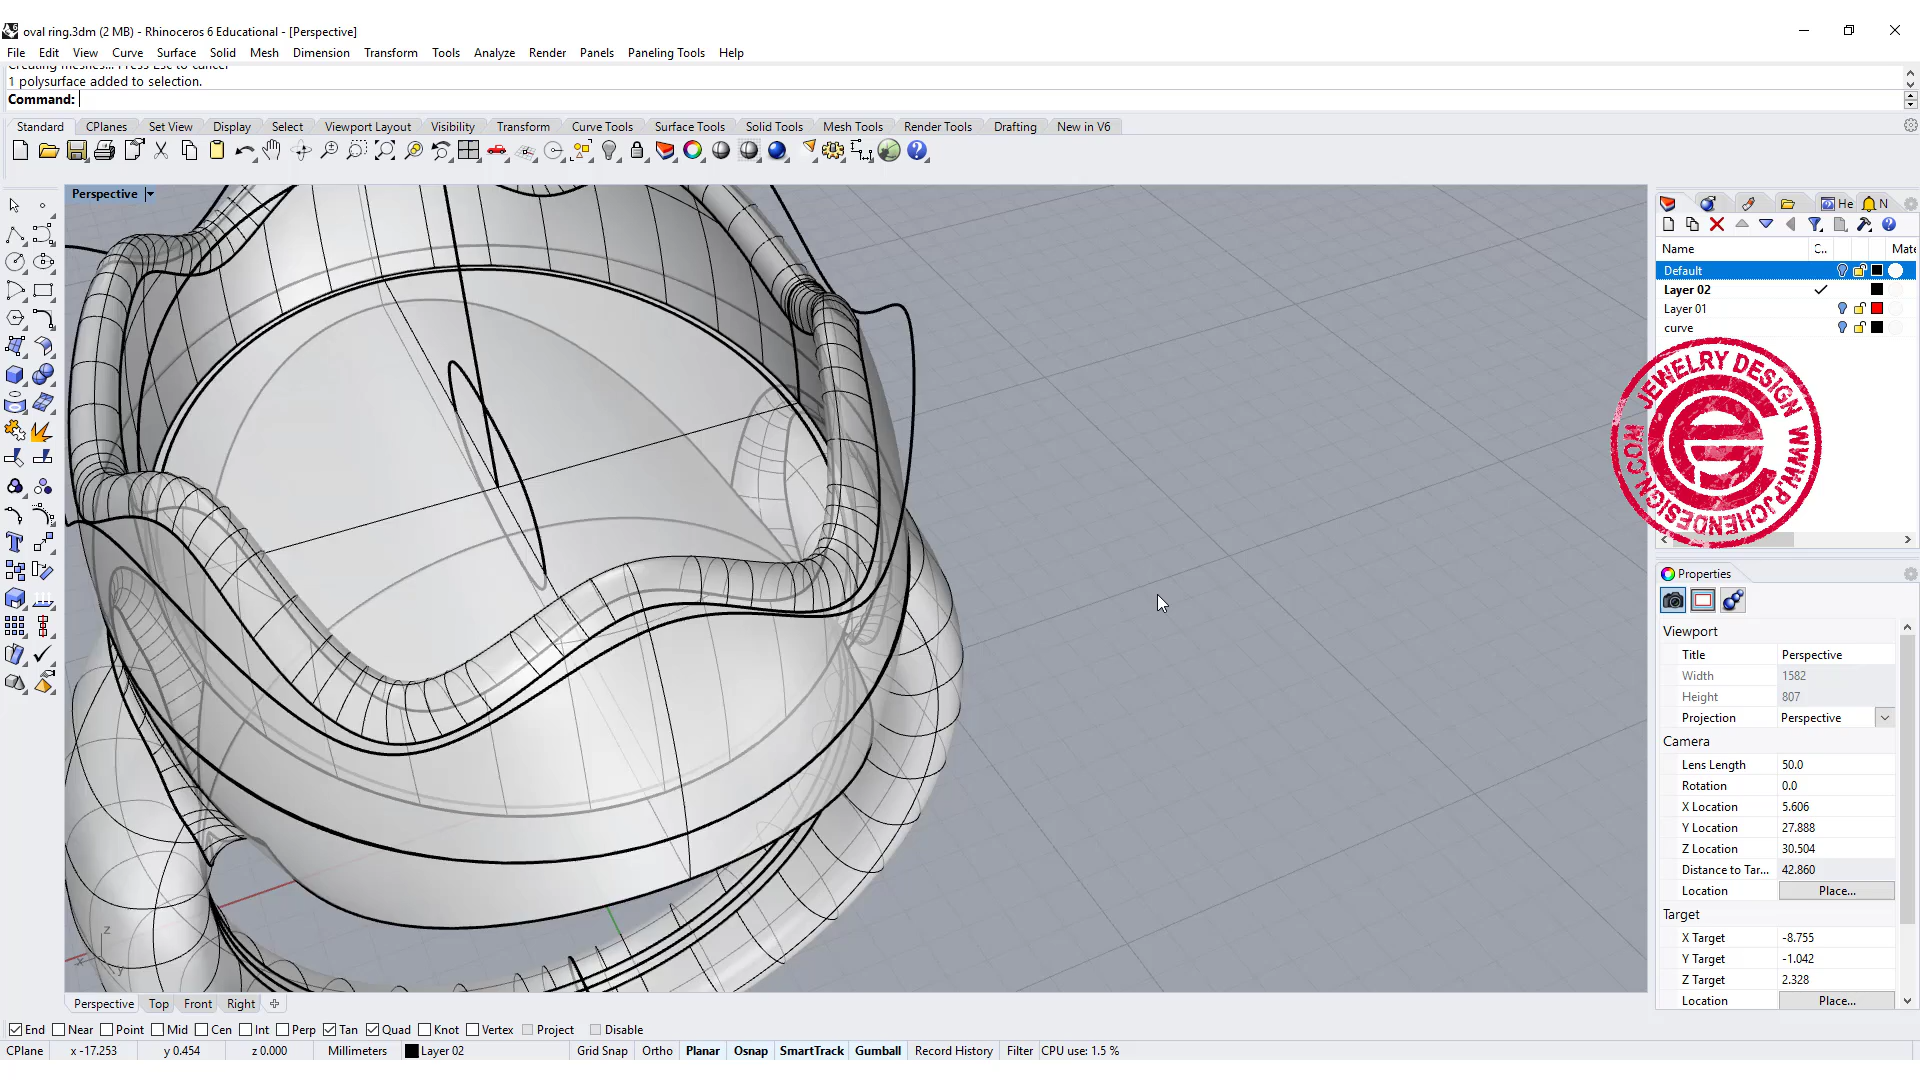 oval ring.3dm (2 MB) - Rhinoceros 6 Educational - [Perspective]
File Edit View Curve Surface Solid Mesh Dimension Transform Tools Analyze Render Panels Paneling Tools Help
Creating meshes... Press Esc to cancel
1 polysurface added to selection.
Command:
Standard CPlanes Set View Display Select Viewport Layout Visibility Transform Curve Tools Surface Tools Solid Tools Mesh Tools Render Tools Drafting New in V6
Perspective
He N
Name C.. Mate
Default
Layer 02
Layer 01
curve
JEWELRY DESIGN WWW.PJCHENDESIGN.COM
Properties
Viewport
Title Perspective
Width 1582
Height 807
Projection Perspective
Camera
Lens Length 50.0
Rotation 0.0
X Location 5.606
Y Location 27.888
Z Location 30.504
Distance to Tar... 42.860
Location Place...
Target
X Target -8.755
Y Target -1.042
Z Target 2.328
Location Place...
z
x y
Perspective Top Front Right
End Near Point Mid Cen Int Perp Tan Quad Knot Vertex Project Disable
CPlane x -17.253 y 0.454 z 0.000 Millimeters Layer 02 Grid Snap Ortho Planar Osnap SmartTrack Gumball Record History Filter CPU use: 1.5 %